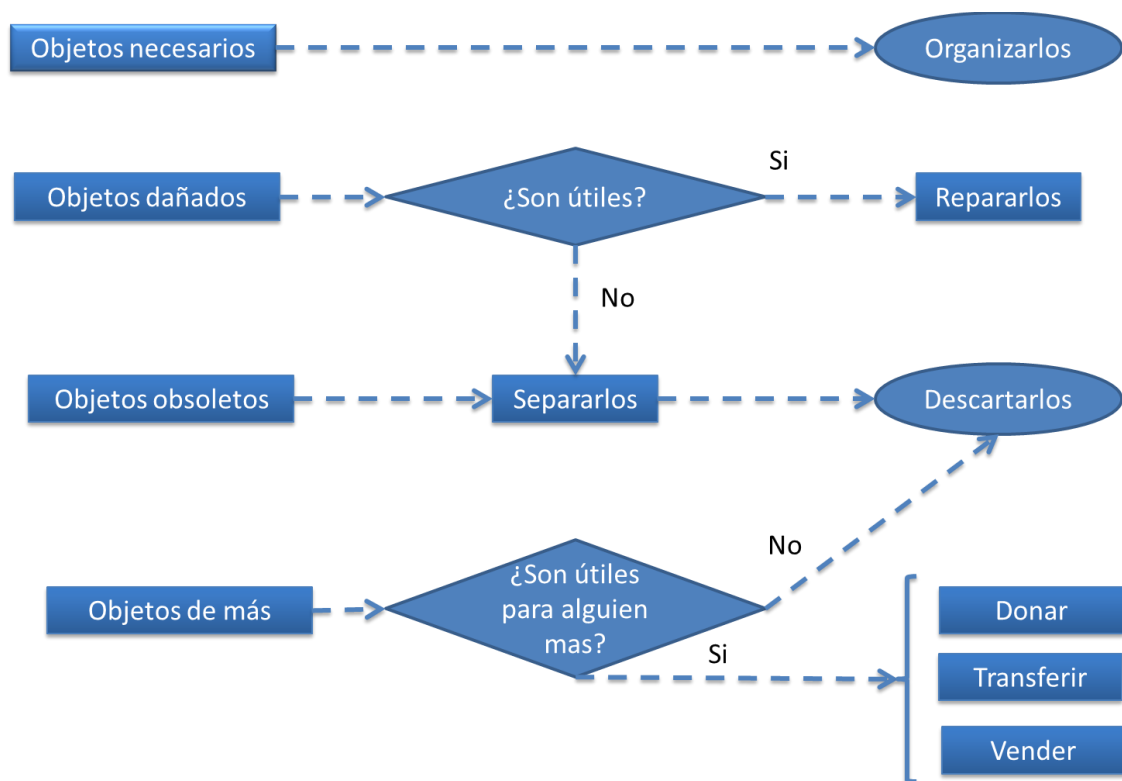 Objetos necesarios
Organizarlos
Objetos dañados
¿Son útiles?
Si
Repararlos
No
Objetos obsoletos
Separarlos
Descartarlos
Objetos de más
¿Son útiles
para alguien
mas?
No
Si
Donar
Transferir
Vender